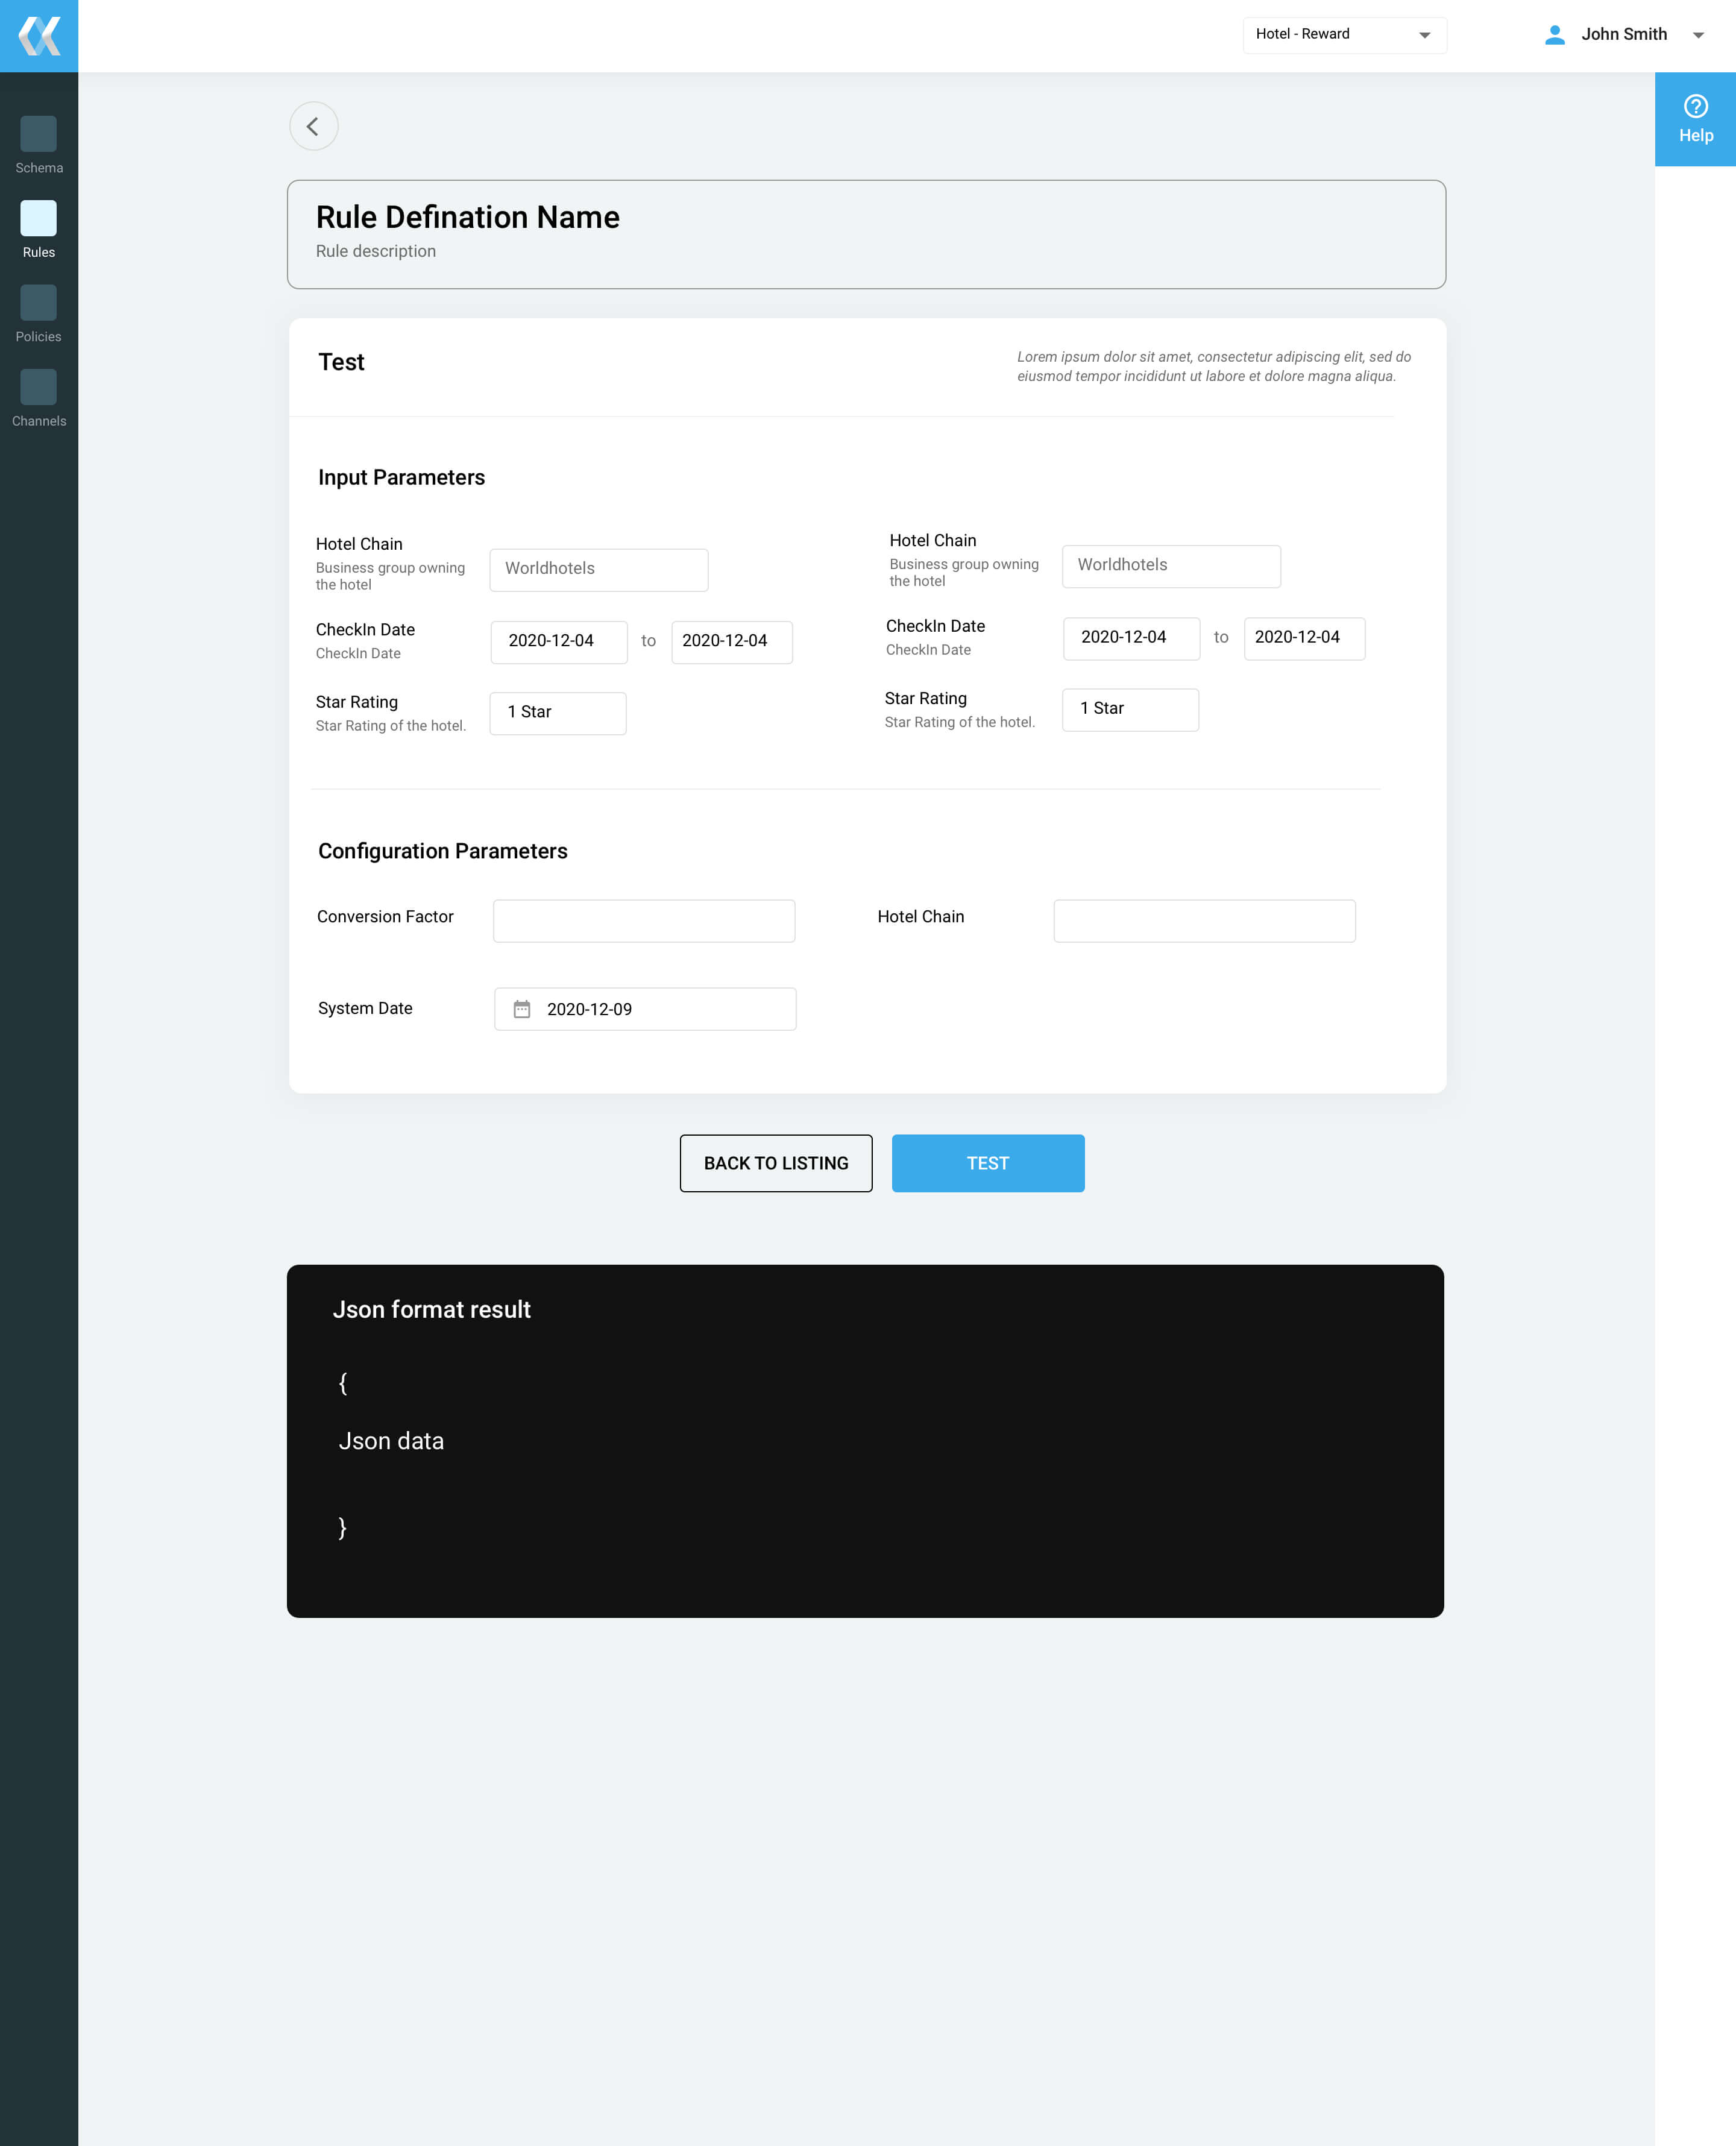 Hotel - Reward
John Smith
Help
Schema
Rules
Policies
Channels
Rule Defination Name
Rule description
Test
Lorem ipsum dolor sit amet, consectetur adipiscing elit, sed do
eiusmod tempor incididunt ut labore et dolore magna aliqua.
Input Parameters
Hotel Chain
Business group owning
the hotel
Worldhotels
CheckIn Date
CheckIn Date
2020-12-04 to 2020-12-04
Star Rating
Star Rating of the hotel.
1 Star
Hotel Chain
Business group owning
the hotel
Worldhotels
CheckIn Date
CheckIn Date
2020-12-04 to 2020-12-04
Star Rating
Star Rating of the hotel.
1 Star
Configuration Parameters
Conversion Factor
Hotel Chain
System Date
2020-12-09
BACK TO LISTING
TEST
Json format result
{
Json data
}